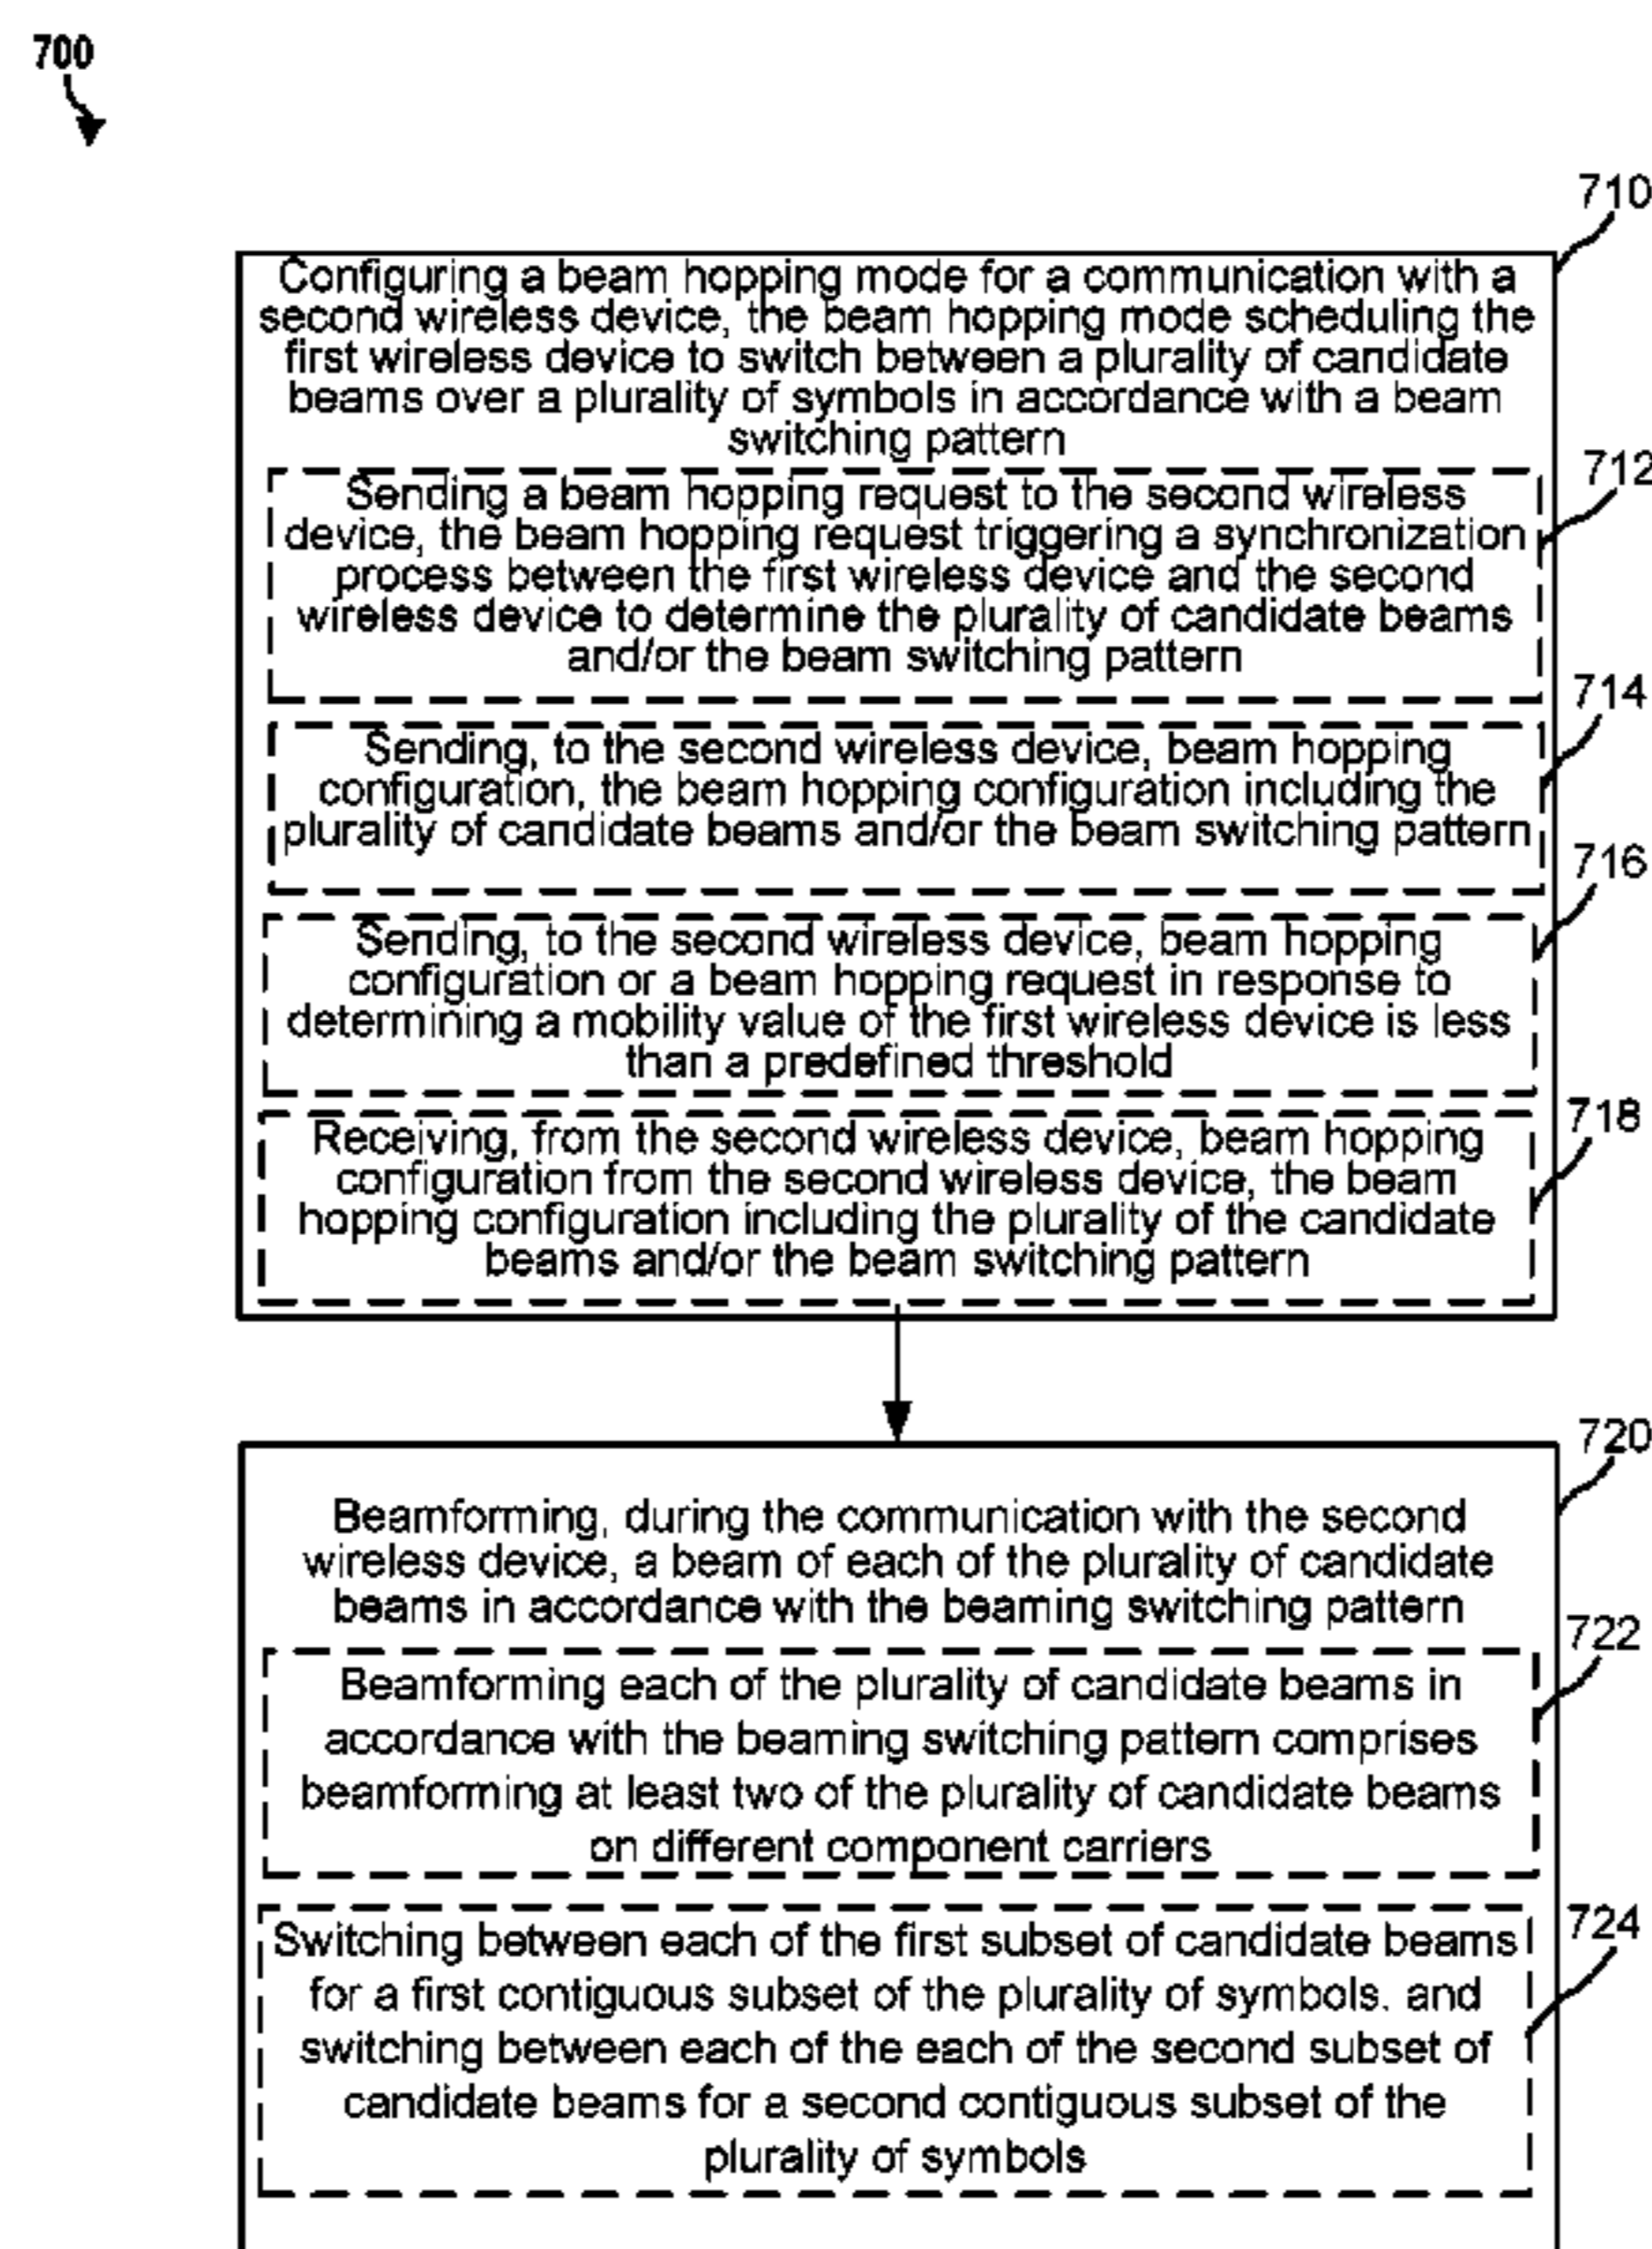 700
710
Configuring a beam hopping mode for a communication with a
second wireless device, the beam hopping mode scheduling the
first wireless device to switch between a plurality of candidate
beams over a plurality of symbols in accordance with a beam
switching pattern
712
Sending a beam hopping request to the second wireless
device, the beam hopping request triggering a synchronization
process between the first wireless device and the second
wireless device to determine the plurality of candidate beams
and/or the beam switching pattern
714
Sending, to the second wireless device, beam hopping
configuration, the beam hopping configuration including the
plurality of candidate beams and/or the beam switching pattern
716
Sending, to the second wireless device, beam hopping
configuration or a beam hopping request in response to
determining a mobility value of the first wireless device is less
than a predefined threshold
718
Receiving, from the second wireless device, beam hopping
configuration from the second wireless device, the beam
hopping configuration including the plurality of the candidate
beams and/or the beam switching pattern
720
Beamforming, during the communication with the second
wireless device, a beam of each of the plurality of candidate
beams in accordance with the beaming switching pattern
722
Beamforming each of the plurality of candidate beams in
accordance with the beaming switching pattern comprises
beamforming at least two of the plurality of candidate beams
on different component carriers
724
Switching between each of the first subset of candidate beams
for a first contiguous subset of the plurality of symbols. and
switching between each of the each of the second subset of
candidate beams for a second contiguous subset of the
plurality of symbols